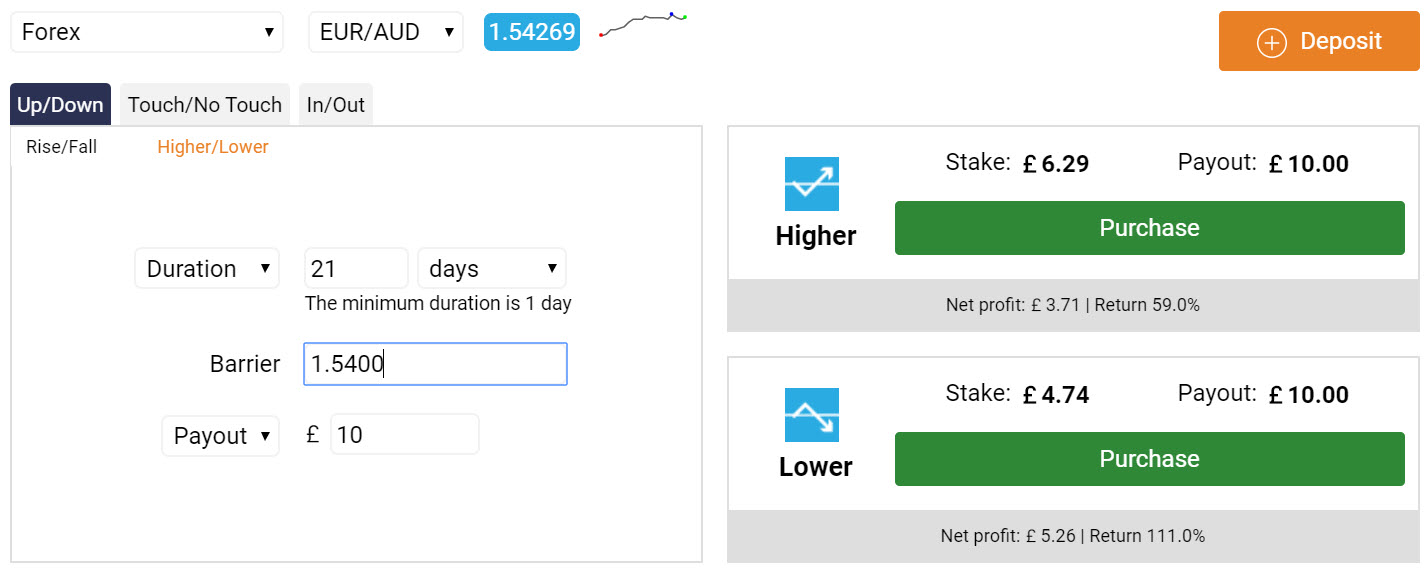 Forex EUR/AUD 1.54269 Deposit
Up/Down Touch/No Touch In/Out
Rise/Fall Higher/Lower
Duration 21 days
The minimum duration is 1 day
Barrier 1.5400
Payout £ 10
Stake: £ 6.29 Payout: £ 10.00
Higher
Purchase
Net profit: £ 3.71 | Return 59.0%
Stake: £ 4.74 Payout: £ 10.00
Lower
Purchase
Net profit: £ 5.26 | Return 111.0%